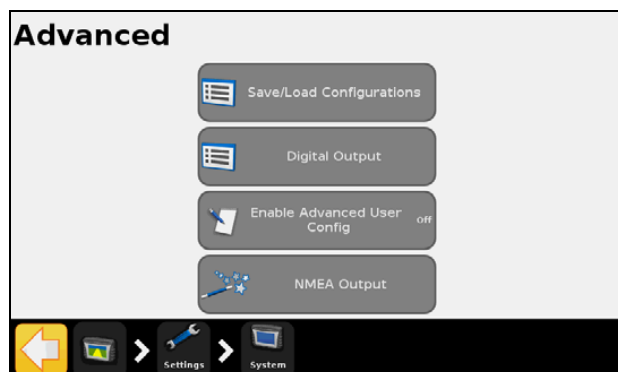 Advanced
Save/Load Configurations
Digital Output
Enable Advanced User
Config
Off
NMEA Output
Settings
System